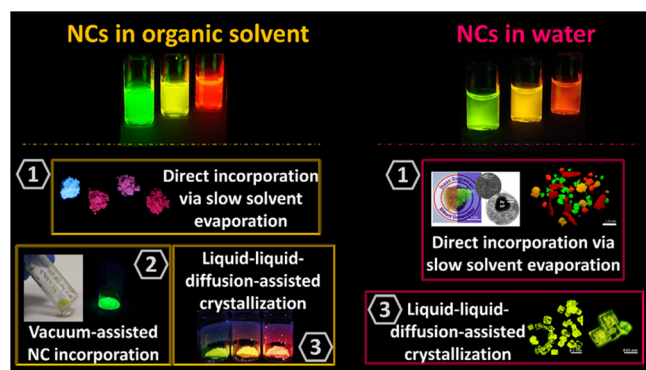 NCs in organic solvent
NCs in water
1
Direct incorporation
via slow solvent
evaporation
2
Vacuum-assisted
NC incorporation
Liquid-liquid-
diffusion-assisted
crystallization
3
1
Direct incorporation via
slow solvent evaporation
3
Liquid-liquid-
diffusion-assisted
crystallization